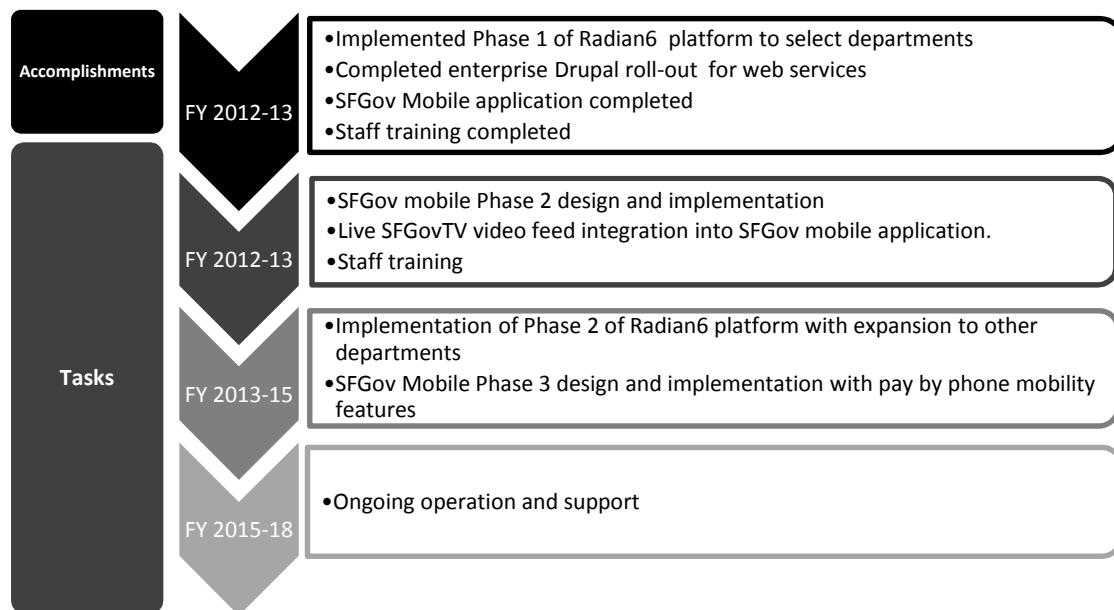 Accomplishments
FY 2012-13
•Implemented Phase 1 of Radian6 platform to select departments
•Completed enterprise Drupal roll-out for web services
•SFGov Mobile application completed
•Staff training completed
Tasks
FY 2012-13
•SFGov mobile Phase 2 design and implementation
•Live SFGovTV video feed integration into SFGov mobile application.
•Staff training
FY 2013-15
•Implementation of Phase 2 of Radian6 platform with expansion to other
departments
•SFGov Mobile Phase 3 design and implementation with pay by phone mobility
features
FY 2015-18
•Ongoing operation and support